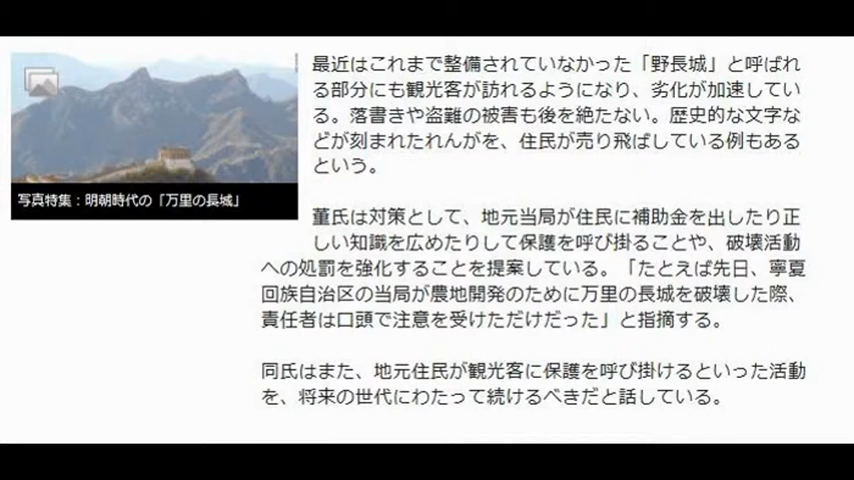 最近はこれまで整備されていなかった「野長城」と呼ばれ
る部分にも観光客が訪れるようになり、劣化が加速してい
る。落書きや盗難の被害も後を絶たない。歴史的な文字な
どが刻まれたれんがを、住民が売り飛ばしている例もある
という。
写真特集：明朝時代の「万里の長城」
董氏は対策として、地元当局が住民に補助金を出したり正
しい知識を広めたりして保護を呼び掛ることや、破壊活動
への処罰を強化することを提案している。「たとえば先日、寧夏
回族自治区の当局が農地開発のために万里の長城を破壊した際、
責任者は口頭で注意を受けただけだった」と指摘する。
同氏はまた、地元住民が観光客に保護を呼び掛けるといった活動
を、将来の世代にわたって続けるべきだと話している。